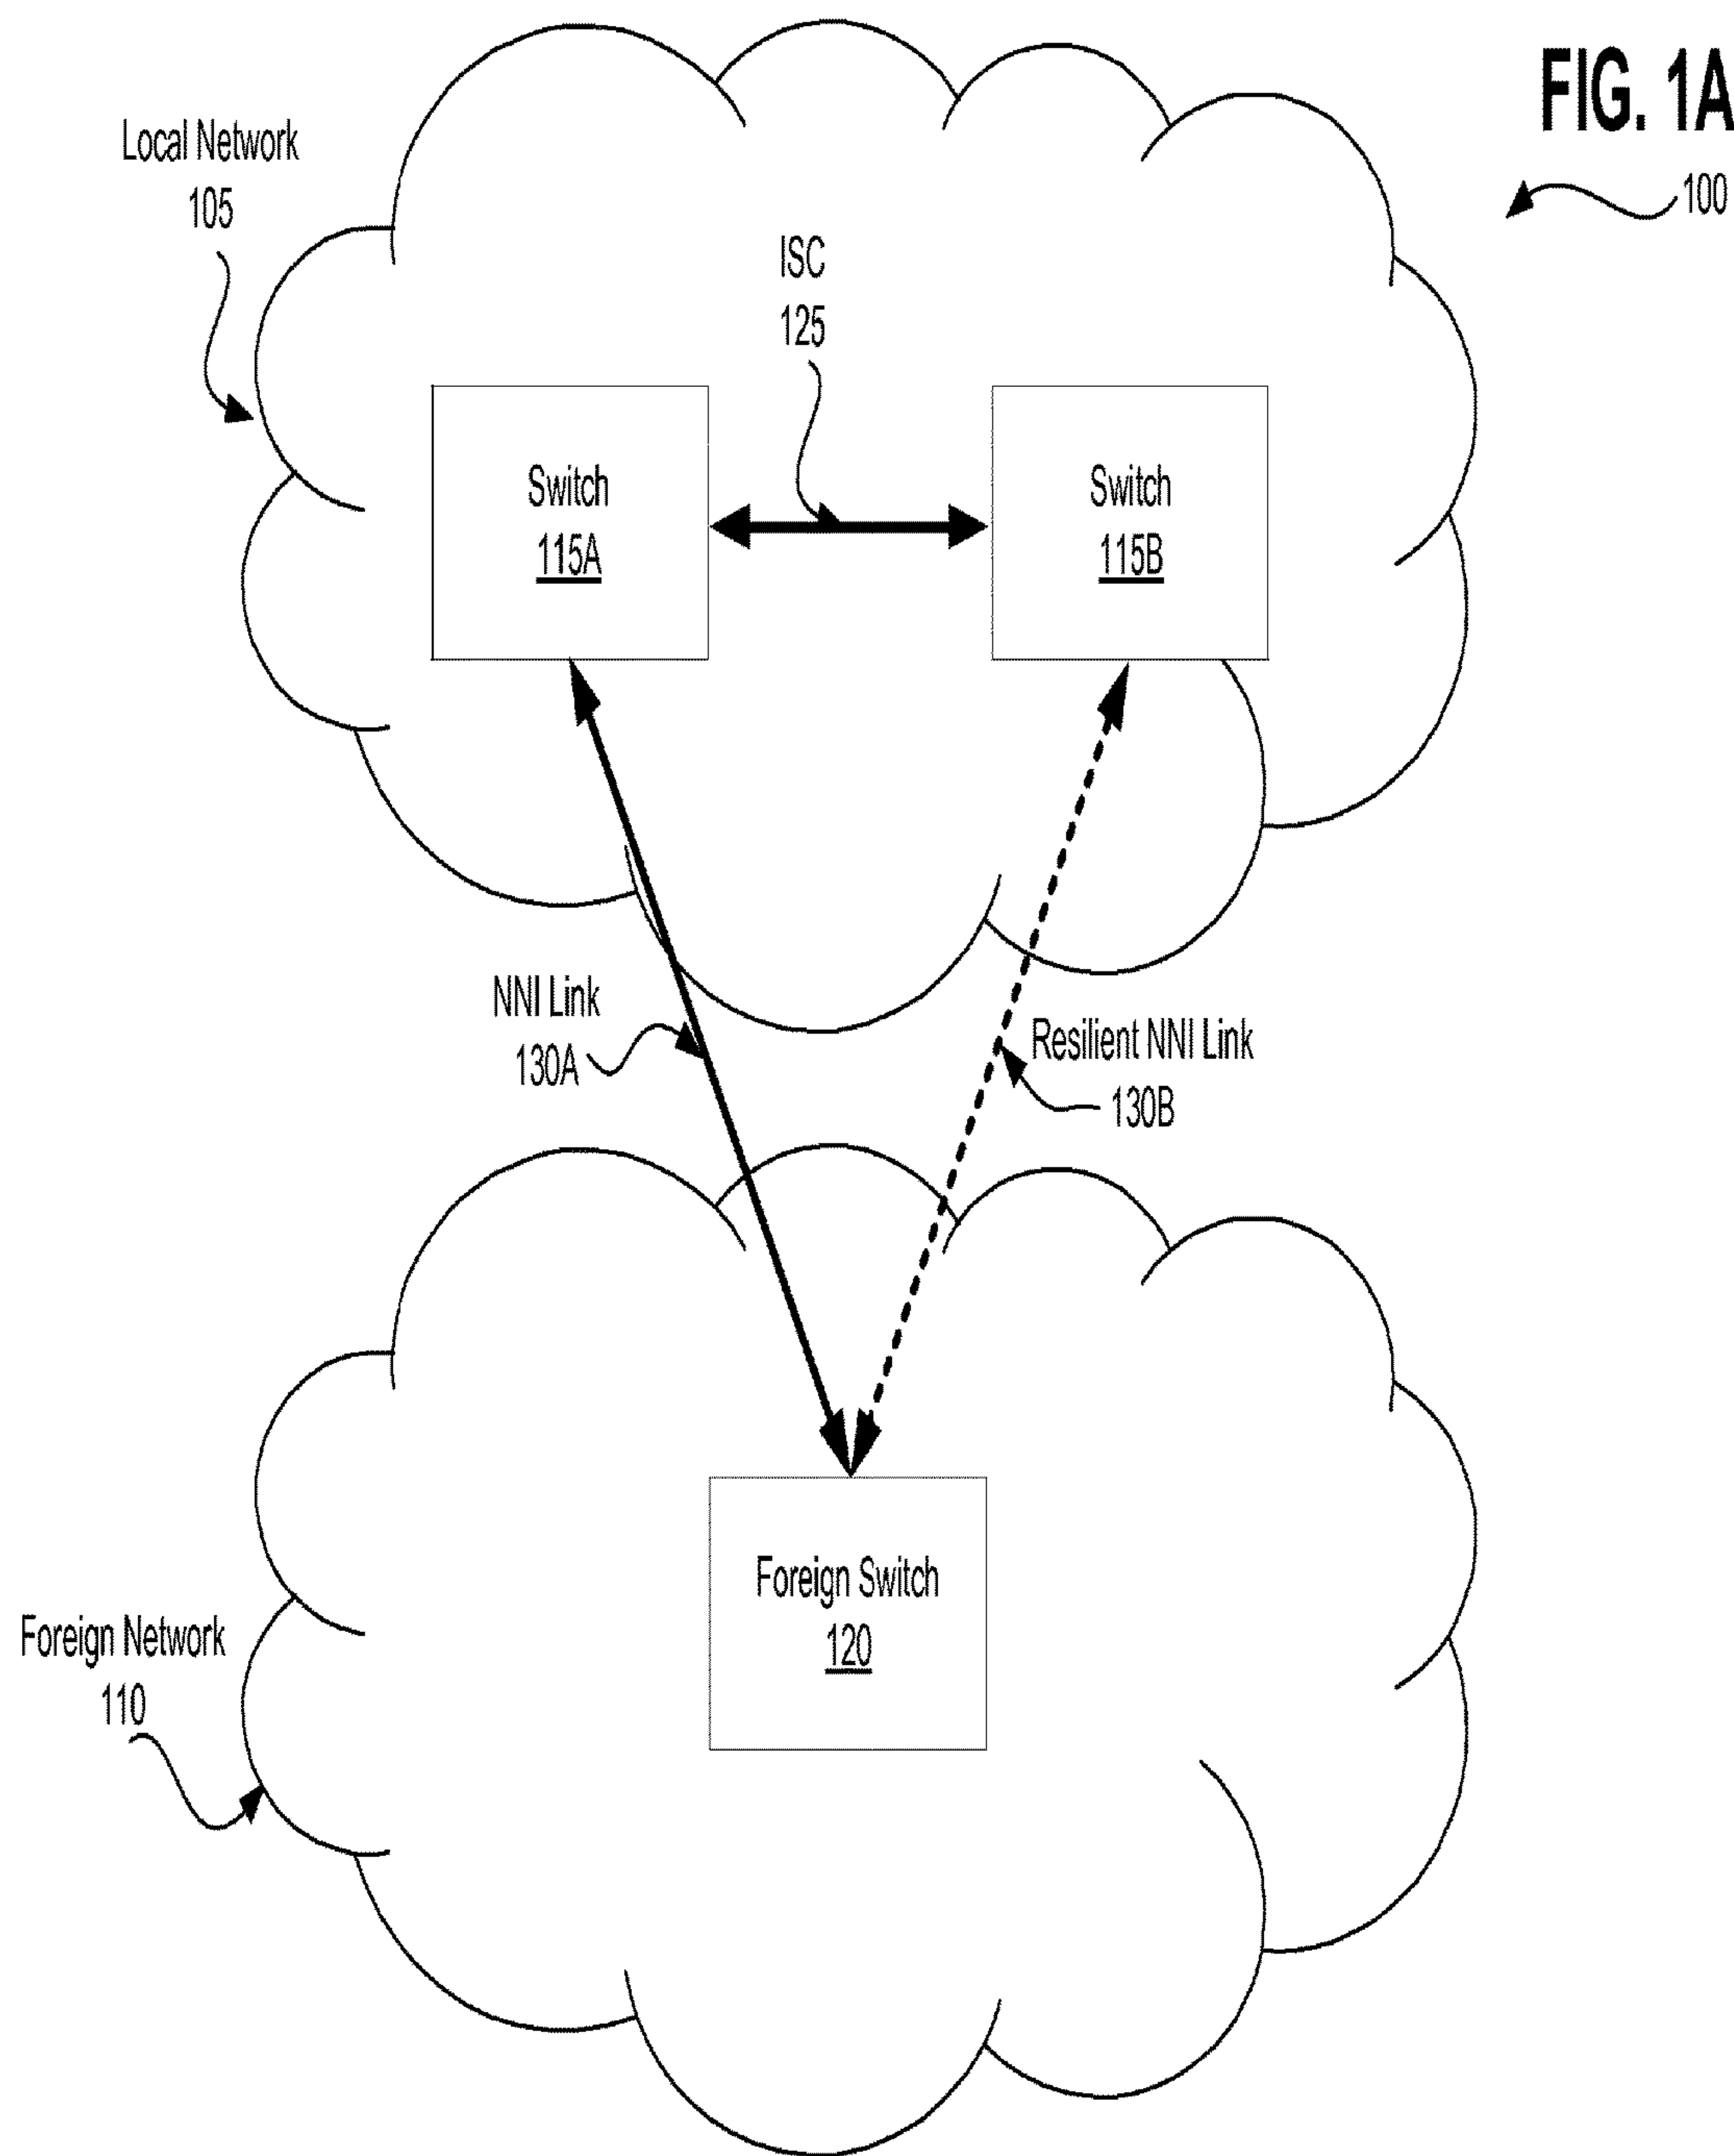 FIG. 1A
100
Local Network
105
ISC
125
Switch
115A
Switch
115B
NNI Link
130A
Resilient NNI Link
130B
Foreign Switch
120
Foreign Network
110